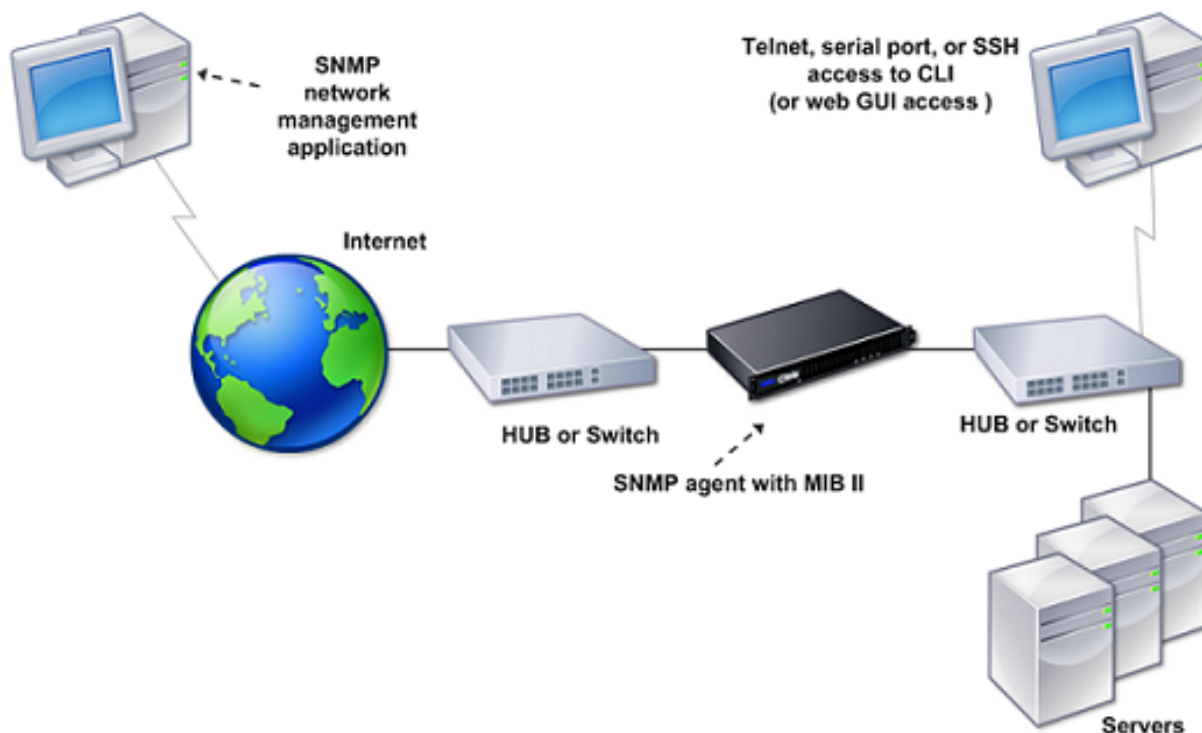 SNMP
network
management
application
Telnet, serial port, or SSH
access to CLI
(or web GUI access )
Internet
HUB or Switch
HUB or Switch
SNMP agent with MIB II
Servers